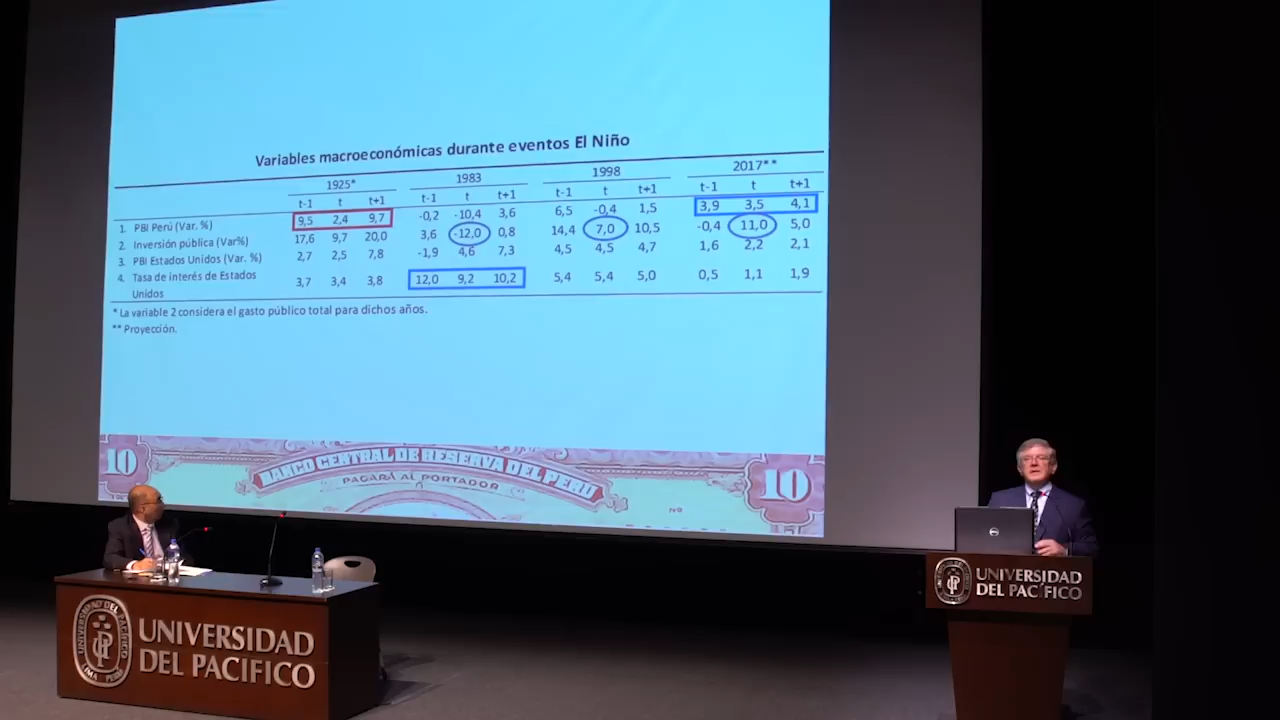 Variables macroeconómicas durante eventos El Niño
1925* 1983 1998 2017**
t-1 t t+1 t-1 t t+1 t-1 t t+1 t-1 t t+1
1. PBI Perú (Var. %) 9,5 2,4 9,7 -0,2 -10,4 3,6 6,5 -0,4 1,5 3,9 3,5 4,1
2. Inversión pública (Var%) 17,6 9,7 20,0 3,6 -12,0 0,8 14,4 7,0 10,5 -0,4 11,0 5,0
3. PBI Estados Unidos (Var. %) 2,7 2,5 7,8 -1,9 4,6 7,3 4,5 4,5 4,7 1,6 2,2 2,1
4. Tasa de interés de Estados
Unidos 3,7 3,4 3,8 12,0 9,2 10,2 5,4 5,4 5,0 0,5 1,1 1,9
* La variable 2 considera el gasto público total para dichos años.
** Proyección.
10 BANCO CENTRAL DE RESERVA DEL PERU 10
PAGARÁ AL PORTADOR
UNIVERSIDAD
DEL PACÍFICO
UNIVERSIDAD DEL PACIFICO
LIMA PERU
UNIVERSIDAD
DEL PACIFICO